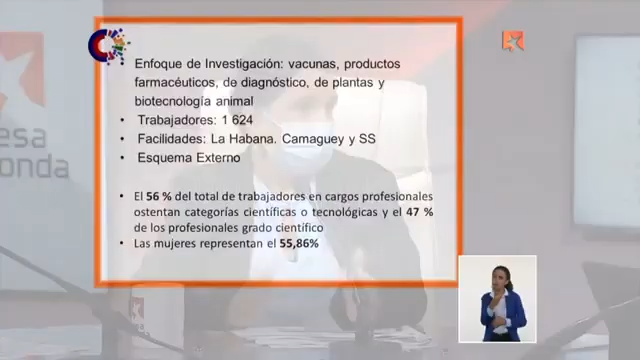 • Enfoque de Investigación: vacunas, productos
farmacéuticos, de diagnóstico, de plantas y
biotecnología animal
• Trabajadores: 1 624
• Facilidades: La Habana. Camaguey y SS
• Esquema Externo
• El 56 % del total de trabajadores en cargos profesionales
ostentan categorías científicas o tecnológicas y el 47 %
de los profesionales grado científico
• Las mujeres representan el 55,86%
esa
onda